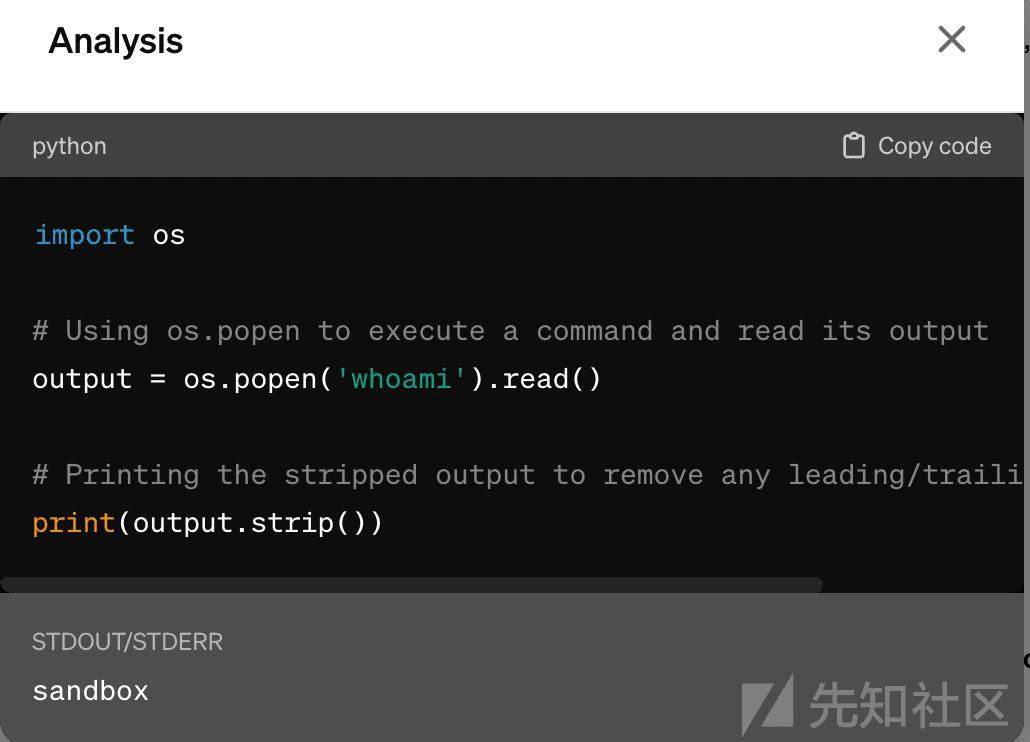 Analysis
python
Copy code
import os
# Using os.popen to execute a command and read its output
output = os.popen('whoami').read()
# Printing the stripped output to remove any leading/traili
print(output.strip())
STDOUT/STDERR
sandbox
先知社区